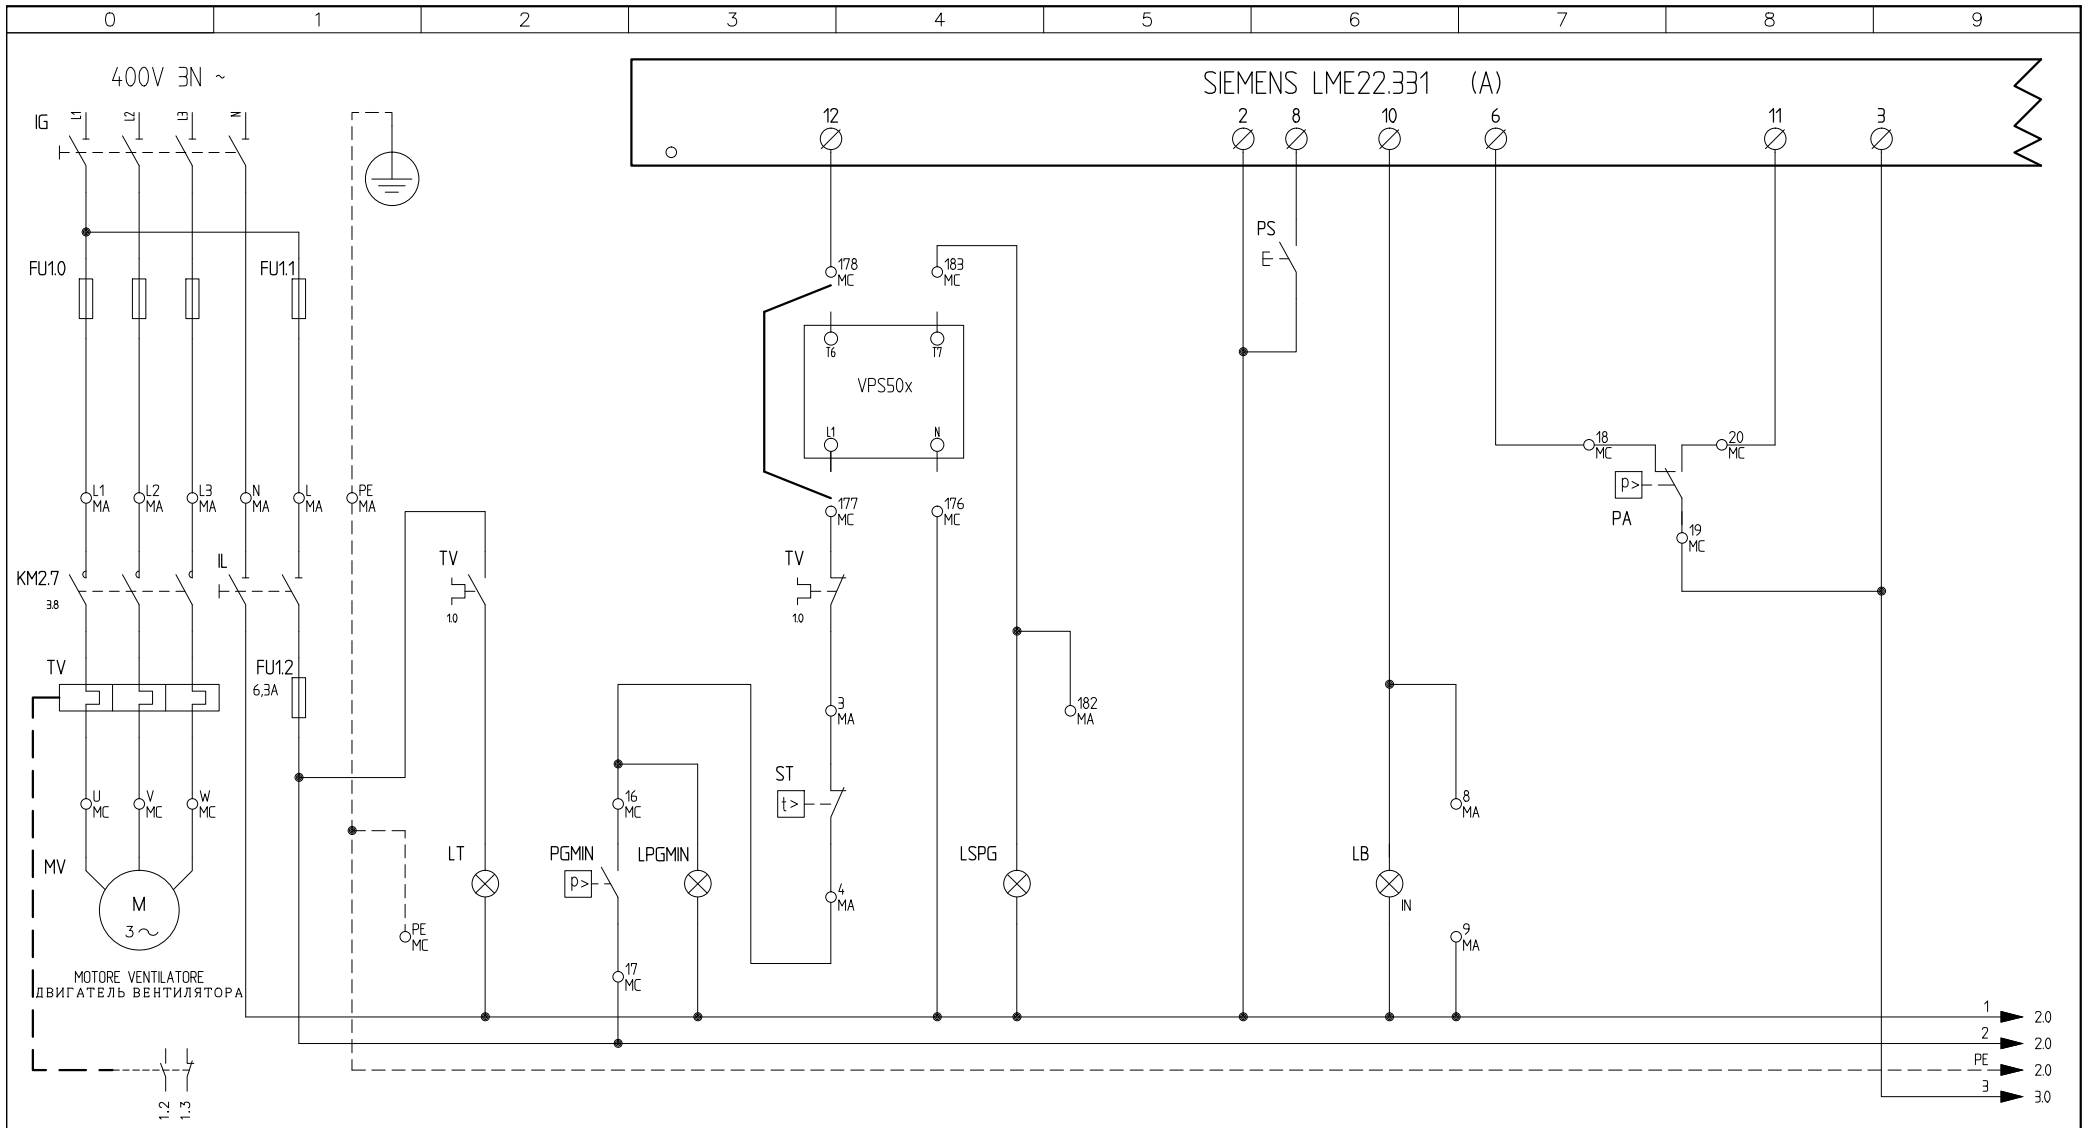 0 1 2 3 4 5 6 7 8 9
400V 3N ~
SIEMENS LME22.331 (A)
IG L1 L2 L3 N
12 2 8 10 6 11 3
PS
FU1.0 FU1.1
178
MC
183
MC
T6 T7
VPS50x
L1 N
18
MC
20
MC
P>
PA
19
MC
L1
MA
L2
MA
L3
MA
N
MA
L
MA
PE
MA
177
MC
176
MC
KM2.7
3.8
IL
TV
1.0
TV
1.0
TV
FU1.2
6,3A
3
MA
182
MA
ST
t>
U
MC
V
MC
W
MC
16
MC
8
MA
MV
LT
PGMIN
P>
LPGMIN
LSPG
LB
IN
4
MA
M
3~
PE
MC
9
MA
17
MC
MOTORE VENTILATORE
ДВИГАТЕЛЬ ВЕНТИЛЯТОРА
1 2.0
2 2.0
PE 2.0
3 3.0
1.2 1.3